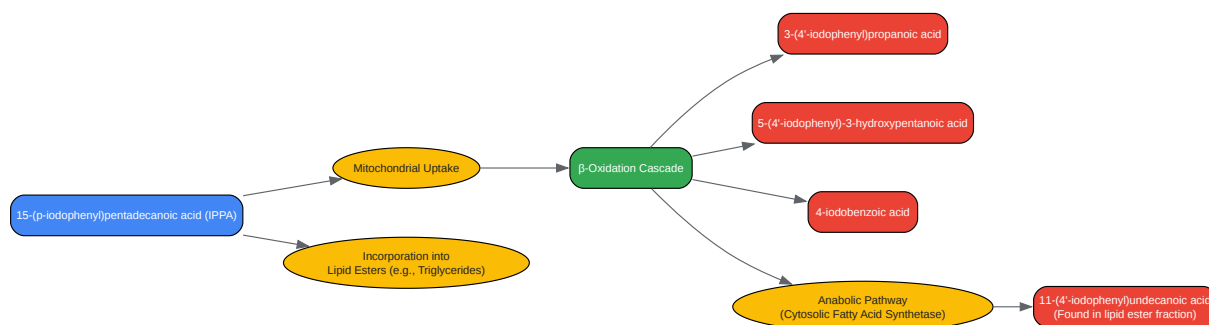 3-(4'-iodophenyl)propanoic acid
5-(4'-iodophenyl)-3-hydroxypentanoic acid
Mitochondrial Uptake
β-Oxidation Cascade
15-(p-iodophenyl)pentadecanoic acid (IPPA)
4-iodobenzoic acid
Incorporation into
Lipid Esters (e.g., Triglycerides)
Anabolic Pathway
(Cytosolic Fatty Acid Synthetase)
11-(4'-iodophenyl)undecanoic acid
(Found in lipid ester fraction)